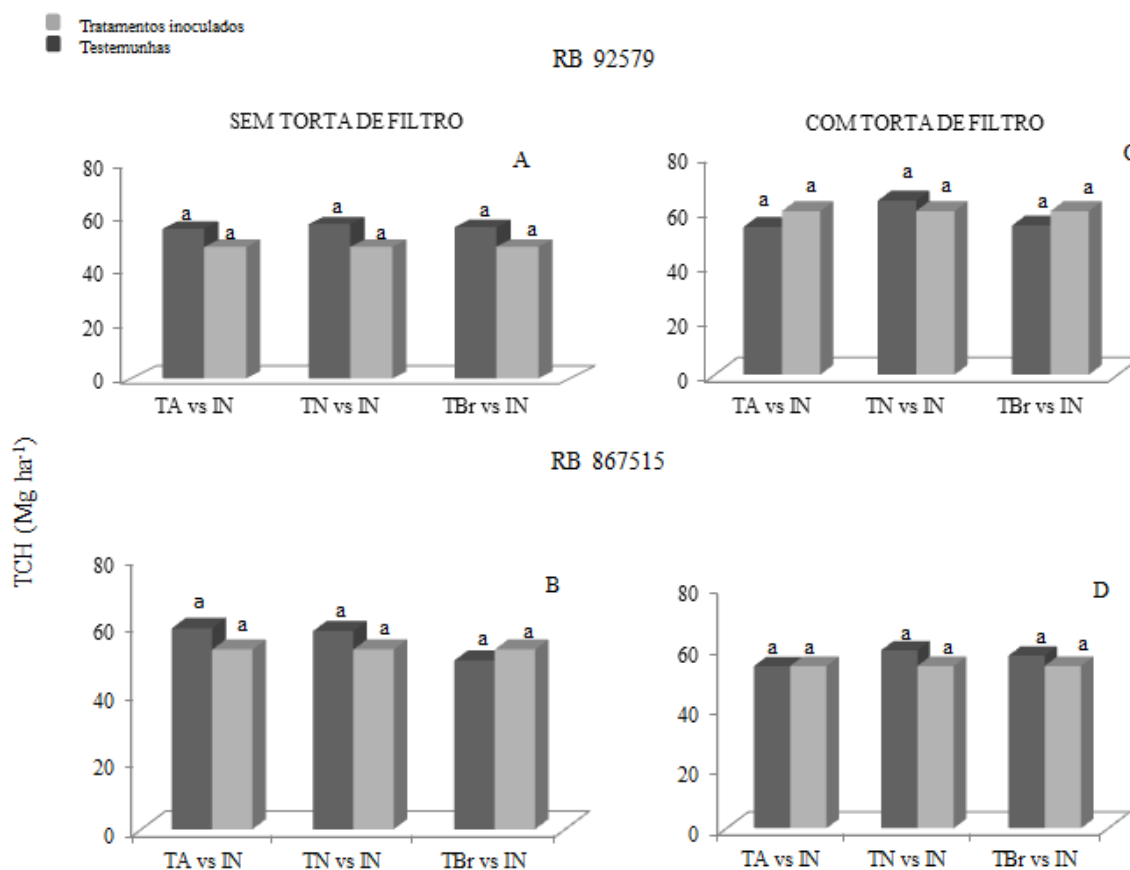 Tratamentos inoculados
Testemunhas
RB 92579
SEM TORTA DE FILTRO
COM TORTA DE FILTRO
A
80
60
40
20
0
a
a
a
a
a
a
TA vs IN
TN vs IN
TBr vs IN
C
80
60
40
20
0
a
a
a
a
a
a
TA vs IN
TN vs IN
TBr vs IN
TCH (Mg ha-1)
RB 867515
B
80
60
40
20
0
a
a
a
a
a
a
TA vs IN
TN vs IN
TBr vs IN
D
80
60
40
20
0
a
a
a
a
a
a
TA vs IN
TN vs IN
TBr vs IN